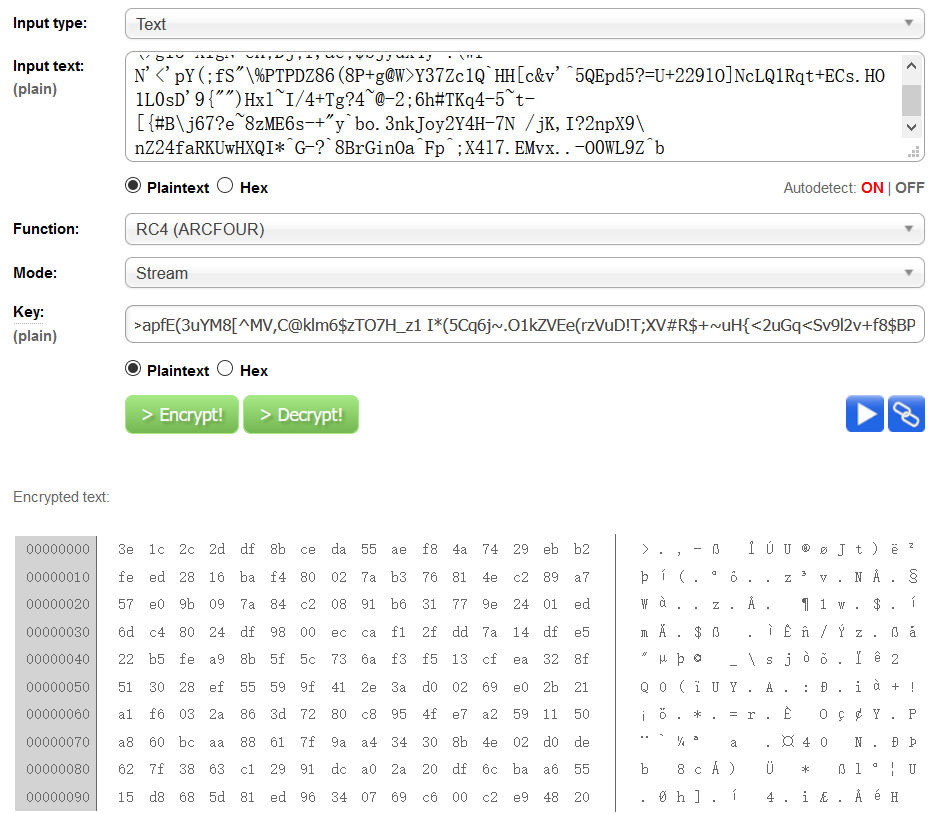 Input type:
Text
Input text:
(plain)
N'<'pY(;fS"\%PTPDZ86(8P+g@W>Y37Zc1Q`HH[c&v'^5QEpd5?=U+229lO]NcLQ1Rqt+ECs.HO
1L0sD'9{"")Hxl~I/4+Tg?4~@-2;6h#TKq4-5~t-
[{#B\j67?e~8zME6s-+"y`bo.3nkJoy2Y4H-7N /jK,I?2npX9\
nZ24faRKUwHXQI*^G-?`8BrGinOa^Fp^;X4l7.EMvx..-O0WL9Z^b
Plaintext Hex
Autodetect: ON | OFF
Function:
RC4 (ARCFOUR)
Mode:
Stream
Key:
(plain)
>apfE(3uYM8[^MV,C@klm6$zTO7H_z1 I*(5Cq6j~.O1kZVEe(rzVuD!T;XV#R$+~uH{<2uGq<Sv9l2v+f8$BP
Plaintext Hex
> Encrypt!
> Decrypt!
Encrypted text:
00000000 3e 1c 2c 2d df 8b ce da 55 ae f8 4a 74 29 eb b2 > . , - ß Î Ú U ® ø J t ) ë ²
00000010 fe ed 28 16 ba f4 80 02 7a b3 76 81 4e c2 89 a7 þ í ( . º ô . . z ³ v . N Â . §
00000020 57 e0 9b 09 7a 84 c2 08 91 b6 31 77 9e 24 01 ed W à . . z . Â . ¶ 1 w . $ . í
00000030 6d c4 80 24 df 98 00 ec ca f1 2f dd 7a 14 df e5 m Ä . $ ß . ì Ê ñ / Ý z . ß å
00000040 22 b5 fe a9 8b 5f 5c 73 6a f3 f5 13 cf ea 32 8f " µ þ © _ \ s j ó õ . Ï ê 2
00000050 51 30 28 ef 55 59 9f 41 2e 3a d0 02 69 e0 2b 21 Q 0 ( ï U Y . A . : Ð . i à + !
00000060 a1 f6 03 2a 86 3d 72 80 c8 95 4f e7 a2 59 11 50 ¡ ö . * . = r . È O ç ¢ Y . P
00000070 a8 60 bc aa 88 61 7f 9a a4 34 30 8b 4e 02 d0 de ¨ ` ¼ ª a . ¤ 4 0 N . Ð Þ
00000080 62 7f 38 63 c1 29 91 dc a0 2a 20 df 6c ba a6 55 b 8 c Á ) Ü * ß l º ¦ U
00000090 15 d8 68 5d 81 ed 96 34 07 69 c6 00 c2 e9 48 20 . Ø h ] . í 4 . i Æ . Â é H